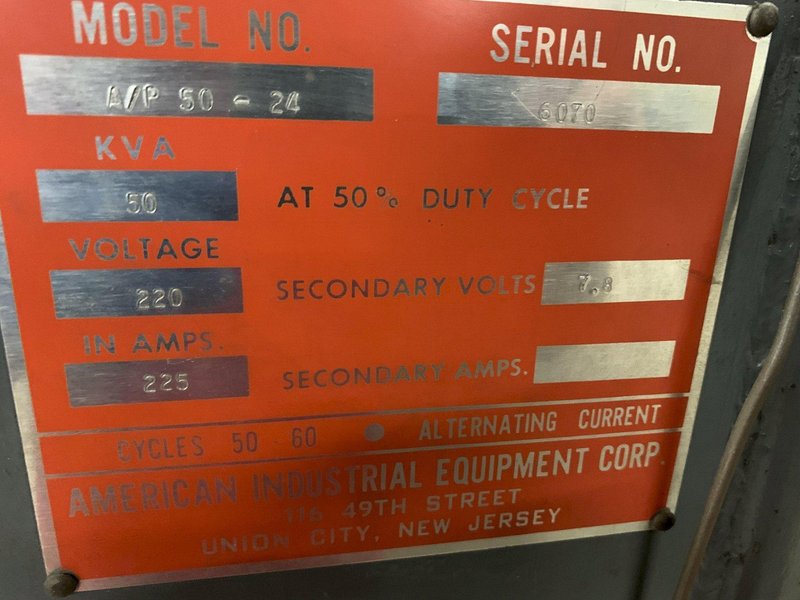 MODEL NO. SERIAL NO.
A/P 50-24 6070
KVA
50 AT 50% DUTY CYCLE
VOLTAGE
220 SECONDARY VOLTS 7.8
IN AMPS.
225 SECONDARY AMPS.
CYCLES 50 60 • ALTERNATING CURRENT
AMERICAN INDUSTRIAL EQUIPMENT CORP.
116 49TH STREET
UNION CITY, NEW JERSEY